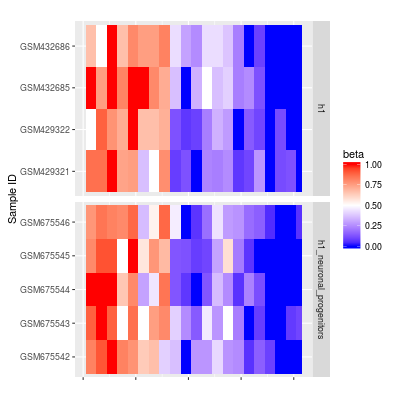 GSM432686
GSM432685
GSM429322
GSM429321
h1
GSM675546
GSM675545
GSM675544
GSM675543
GSM675542
h1_neuronal_progenitors
Sample ID
beta
1.00
0.75
0.50
0.25
0.00